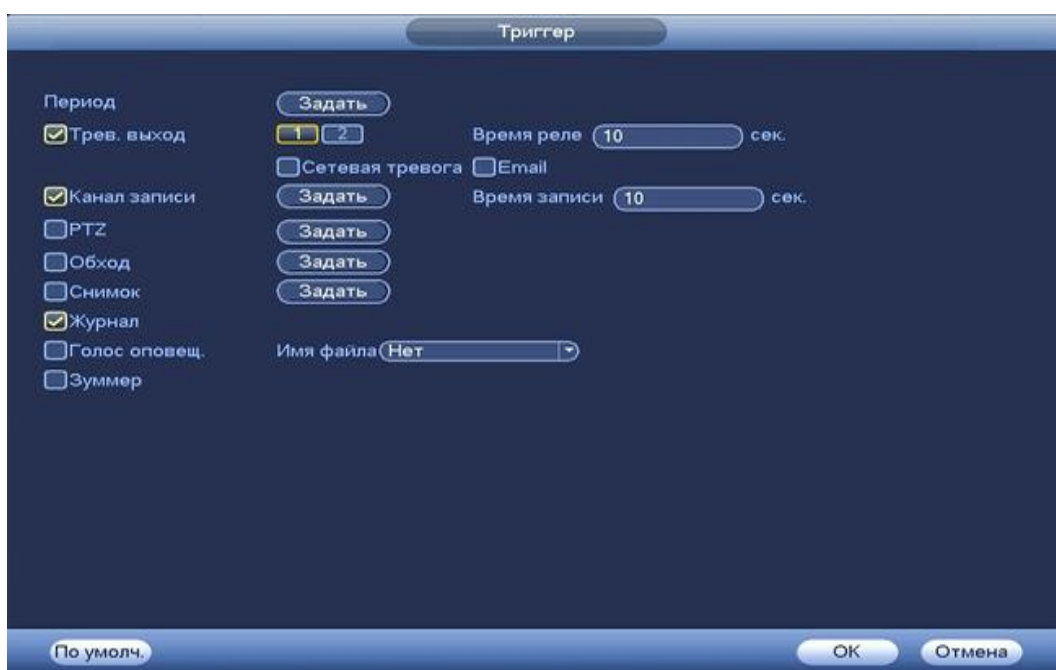 Триггер
Период Задать
Трев. выход 1 2 Время реле 10 сек.
Сетевая тревога Email
Канал записи Задать Время записи 10 сек.
PTZ Задать
Обход Задать
Снимок Задать
Журнал
Голос оповещ. Имя файла Нет
Зуммер
По умолч. OK Отмена